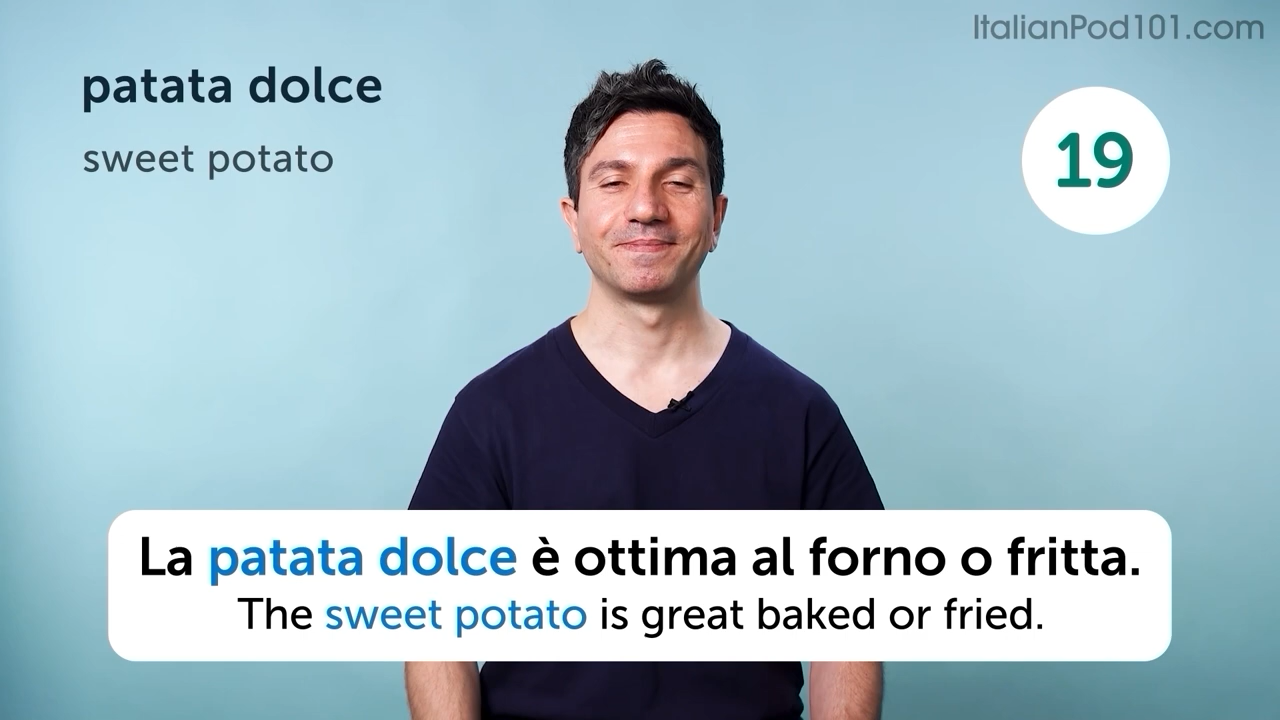 ItalianPod101.com
patata dolce
sweet potato
19
La patata dolce è ottima al forno o fritta.
The sweet potato is great baked or fried.